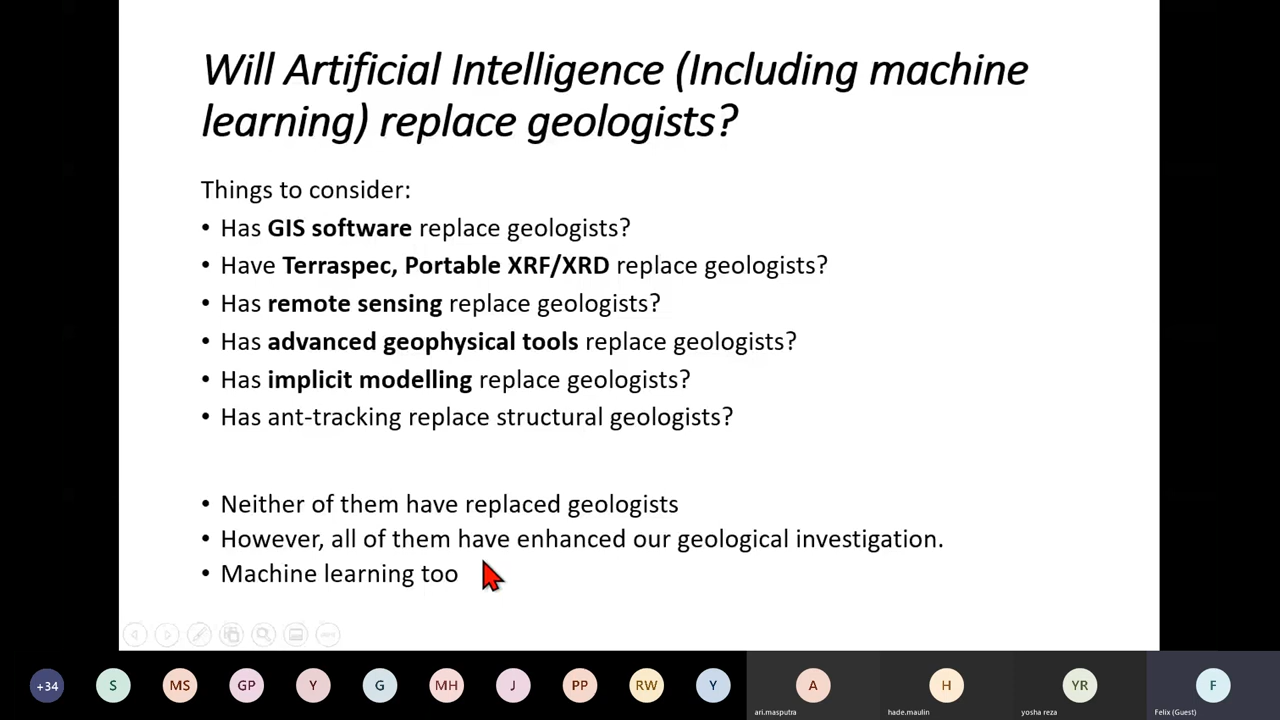 Will Artificial Intelligence (Including machine
learning) replace geologists?
Things to consider:
• Has GIS software replace geologists?
• Have Terraspec, Portable XRF/XRD replace geologists?
• Has remote sensing replace geologists?
• Has advanced geophysical tools replace geologists?
• Has implicit modelling replace geologists?
• Has ant-tracking replace structural geologists?
• Neither of them have replaced geologists
• However, all of them have enhanced our geological investigation.
• Machine learning too
+34 S MS GP Y G MH J PP RW Y A H YR F
ari.masputra hade.maulin yosha reza Felix (Guest)